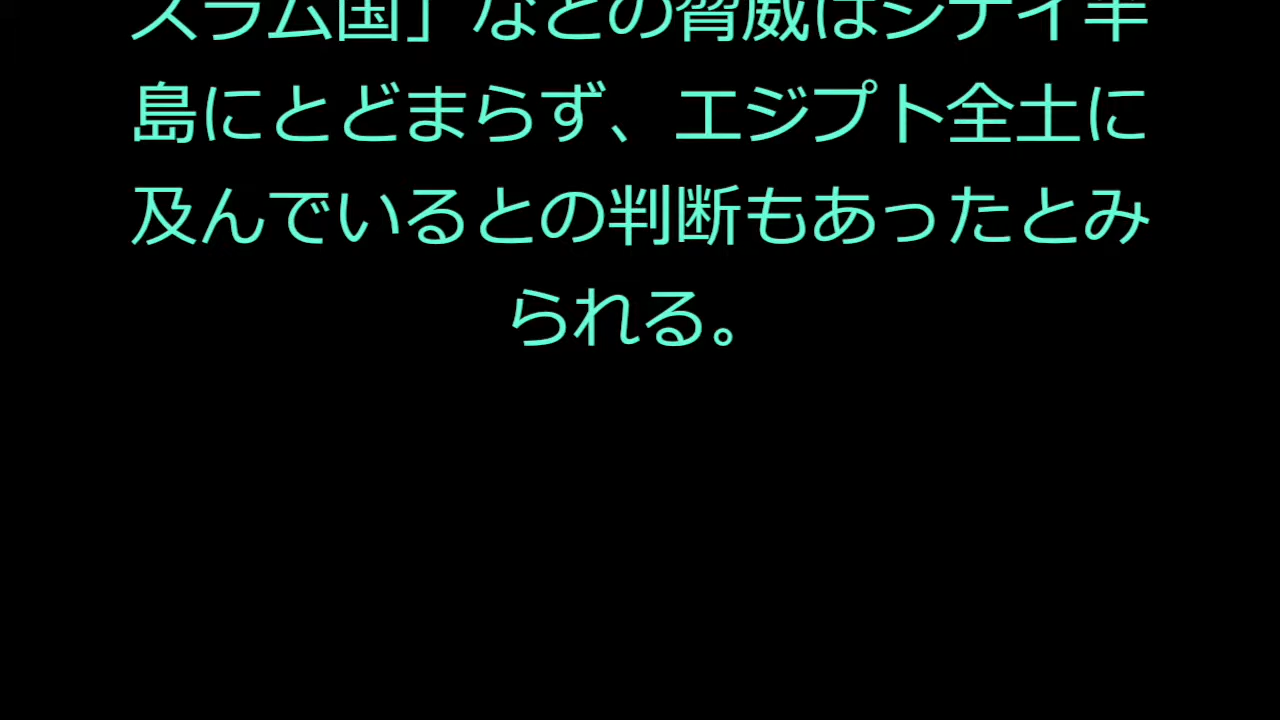 スラム国」などの脅威はシナイ半
島にとどまらず、エジプト全土に
及んでいるとの判断もあったとみ
られる。